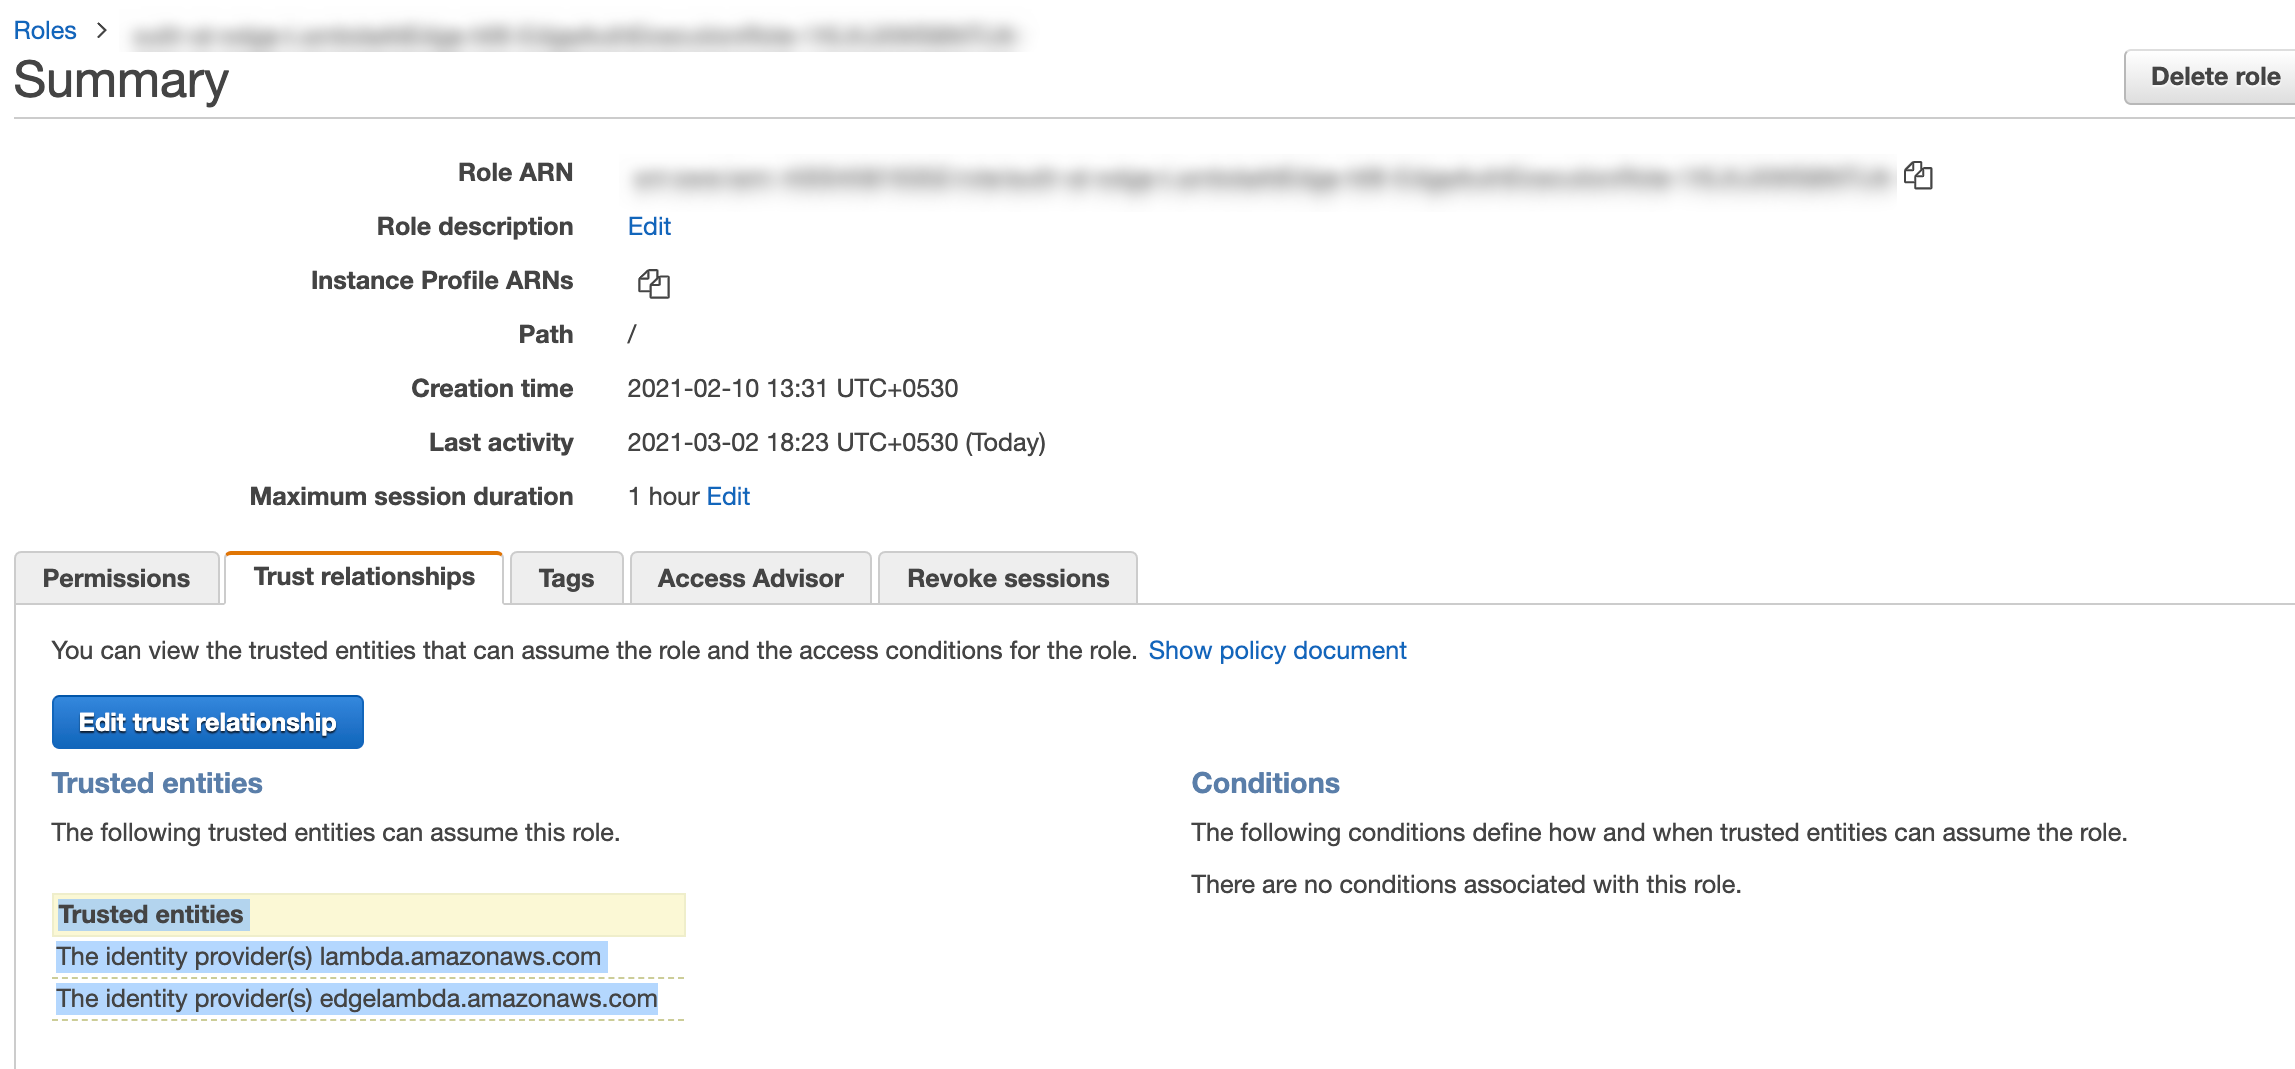 Roles >
Summary
Delete role
Role ARN
Role description Edit
Instance Profile ARNs
Path /
Creation time 2021-02-10 13:31 UTC+0530
Last activity 2021-03-02 18:23 UTC+0530 (Today)
Maximum session duration 1 hour Edit
Permissions Trust relationships Tags Access Advisor Revoke sessions
You can view the trusted entities that can assume the role and the access conditions for the role. Show policy document
Edit trust relationship
Trusted entities
The following trusted entities can assume this role.
Trusted entities
The identity provider(s) lambda.amazonaws.com
The identity provider(s) edgelambda.amazonaws.com
Conditions
The following conditions define how and when trusted entities can assume the role.
There are no conditions associated with this role.